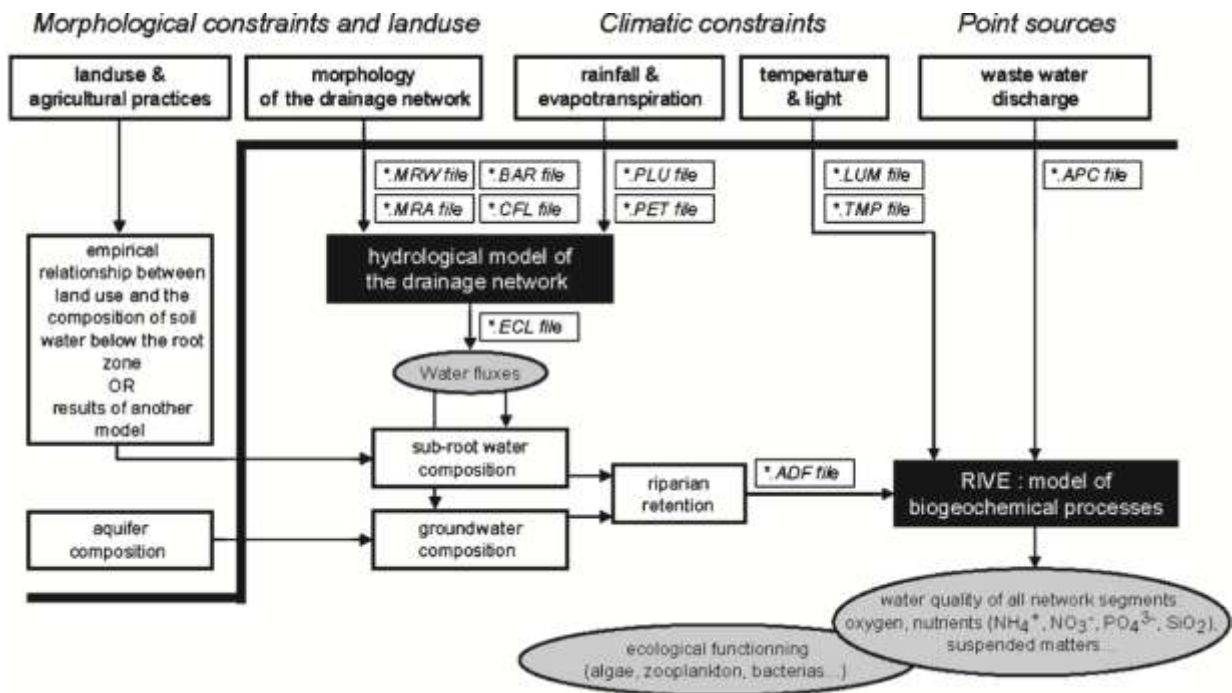 Morphological constraints and landuse
Climatic constraints
Point sources
landuse &
agricultural practices
morphology
of the drainage network
rainfall &
evapotranspiration
temperature
& light
waste water
discharge
*.MRW file
*.BAR file
*.PLU file
*.LUM file
*.APC file
*.MRA file
*.CFL file
*.PET file
*.TMP file
empirical
relationship between
land use and the
composition of soil
water below the root
zone
OR
results of another
model
hydrological model of
the drainage network
*.ECL file
Water fluxes
sub-root water
composition
riparian
retention
*.ADF file
RIVE : model of
biogeochemical processes
aquifer
composition
groundwater
composition
water quality of all network segments
oxygen, nutrients (NH₄⁺, NO₃⁻, PO₄³⁻, SiO₂),
suspended matters...
ecological functionning
(algae, zooplankton, bacterias...)